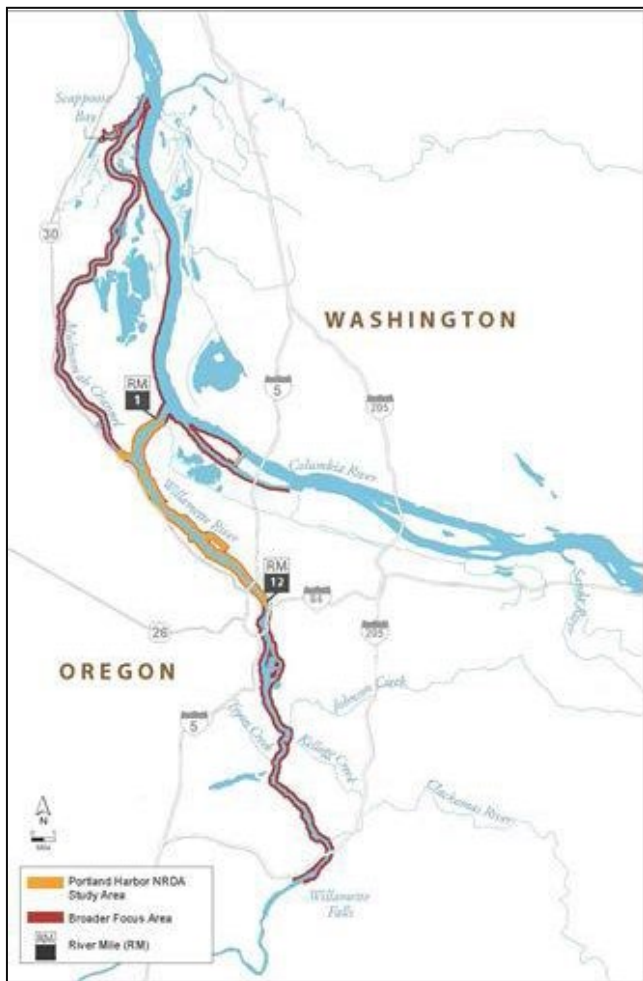 Scappoose
Bay
30
WASHINGTON
Multnomah Channel
RM
1
5
205
Columbia River
Willamette River
RM
12
84
Sandy River
26
OREGON
205
Johnson Creek
5
Tryon Creek
Kellogg Creek
Clackamas River
N
Willamette
Falls
Portland Harbor NRDA
Study Area
Broader Focus Area
RM
River Mile (RM)